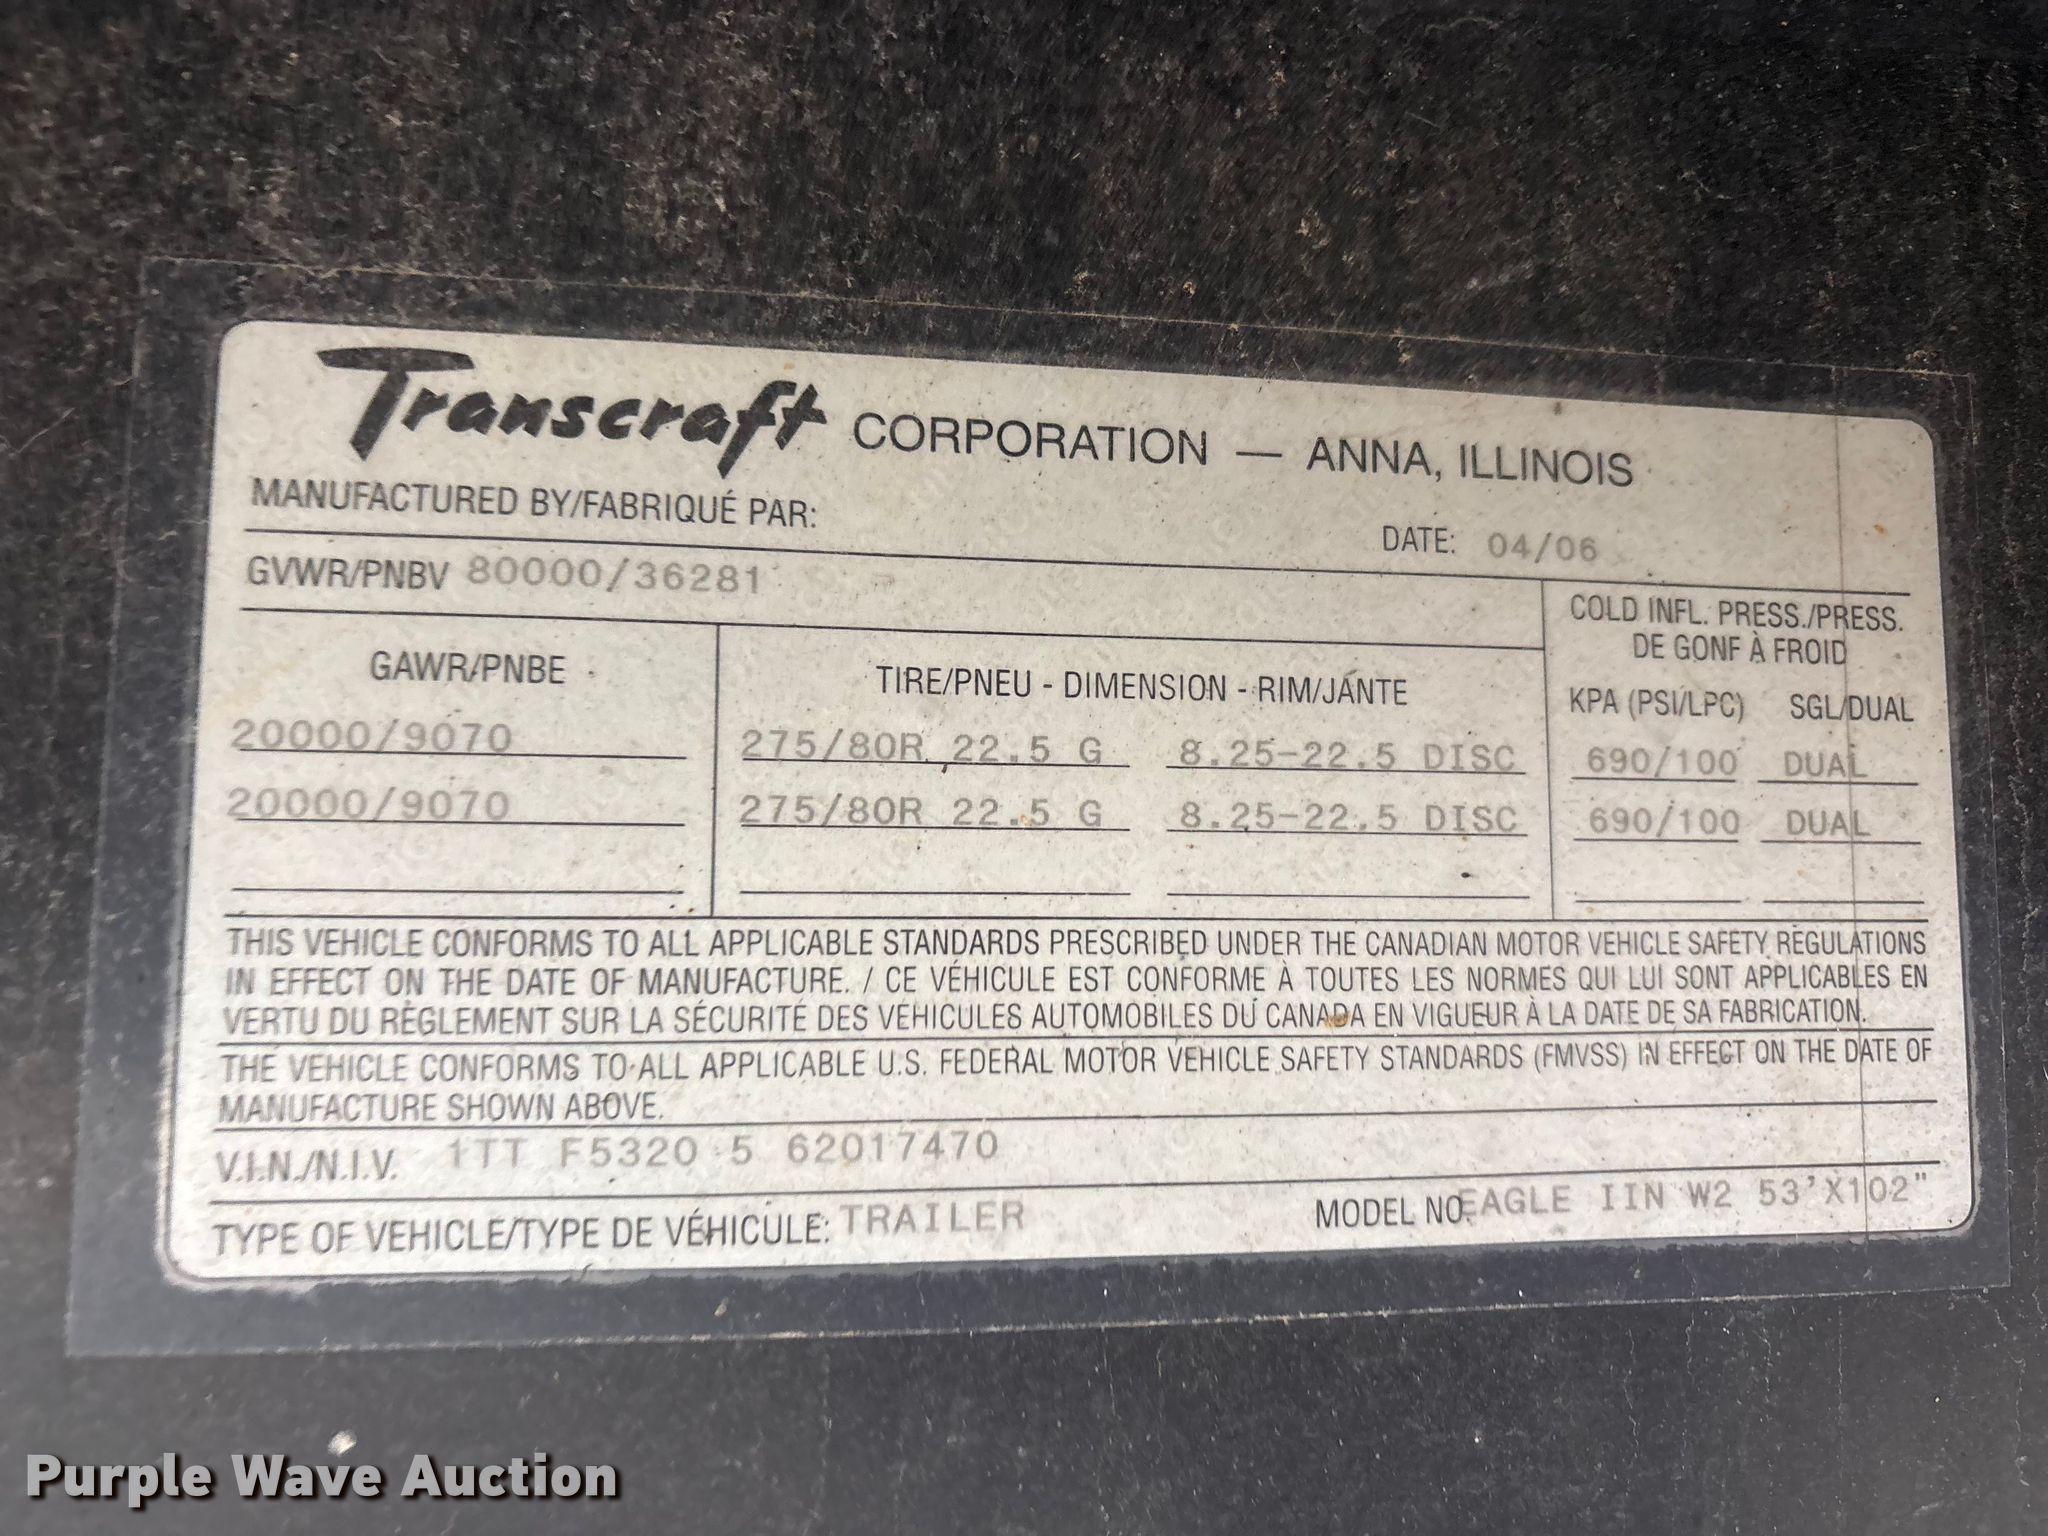 Transcraft CORPORATION — ANNA, ILLINOIS
MANUFACTURED BY/FABRIQUÉ PAR:
DATE: 04/06
GVWR/PNBV 80000/36281
COLD INFL. PRESS./PRESS.
DE GONF À FROID
GAWR/PNBE TIRE/PNEU - DIMENSION - RIM/JANTE KPA (PSI/LPC) SGL/DUAL
20000/9070 275/80R 22.5 G 8.25-22.5 DISC 690/100 DUAL
20000/9070 275/80R 22.5 G 8.25-22.5 DISC 690/100 DUAL
THIS VEHICLE CONFORMS TO ALL APPLICABLE STANDARDS PRESCRIBED UNDER THE CANADIAN MOTOR VEHICLE SAFETY REGULATIONS
IN EFFECT ON THE DATE OF MANUFACTURE. / CE VÉHICULE EST CONFORME À TOUTES LES NORMES QUI LUI SONT APPLICABLES EN
VERTU DU RÈGLEMENT SUR LA SÉCURITÉ DES VÉHICULES AUTOMOBILES DU CANADA EN VIGUEUR À LA DATE DE SA FABRICATION.
THE VEHICLE CONFORMS TO ALL APPLICABLE U.S. FEDERAL MOTOR VEHICLE SAFETY STANDARDS (FMVSS) IN EFFECT ON THE DATE OF
MANUFACTURE SHOWN ABOVE.
V.I.N./N.I.V. 1TT F5320 5 62017470
TYPE OF VEHICLE/TYPE DE VÉHICULE: TRAILER MODEL NO. EAGLE IIN W2 53'X102"
Purple Wave Auction